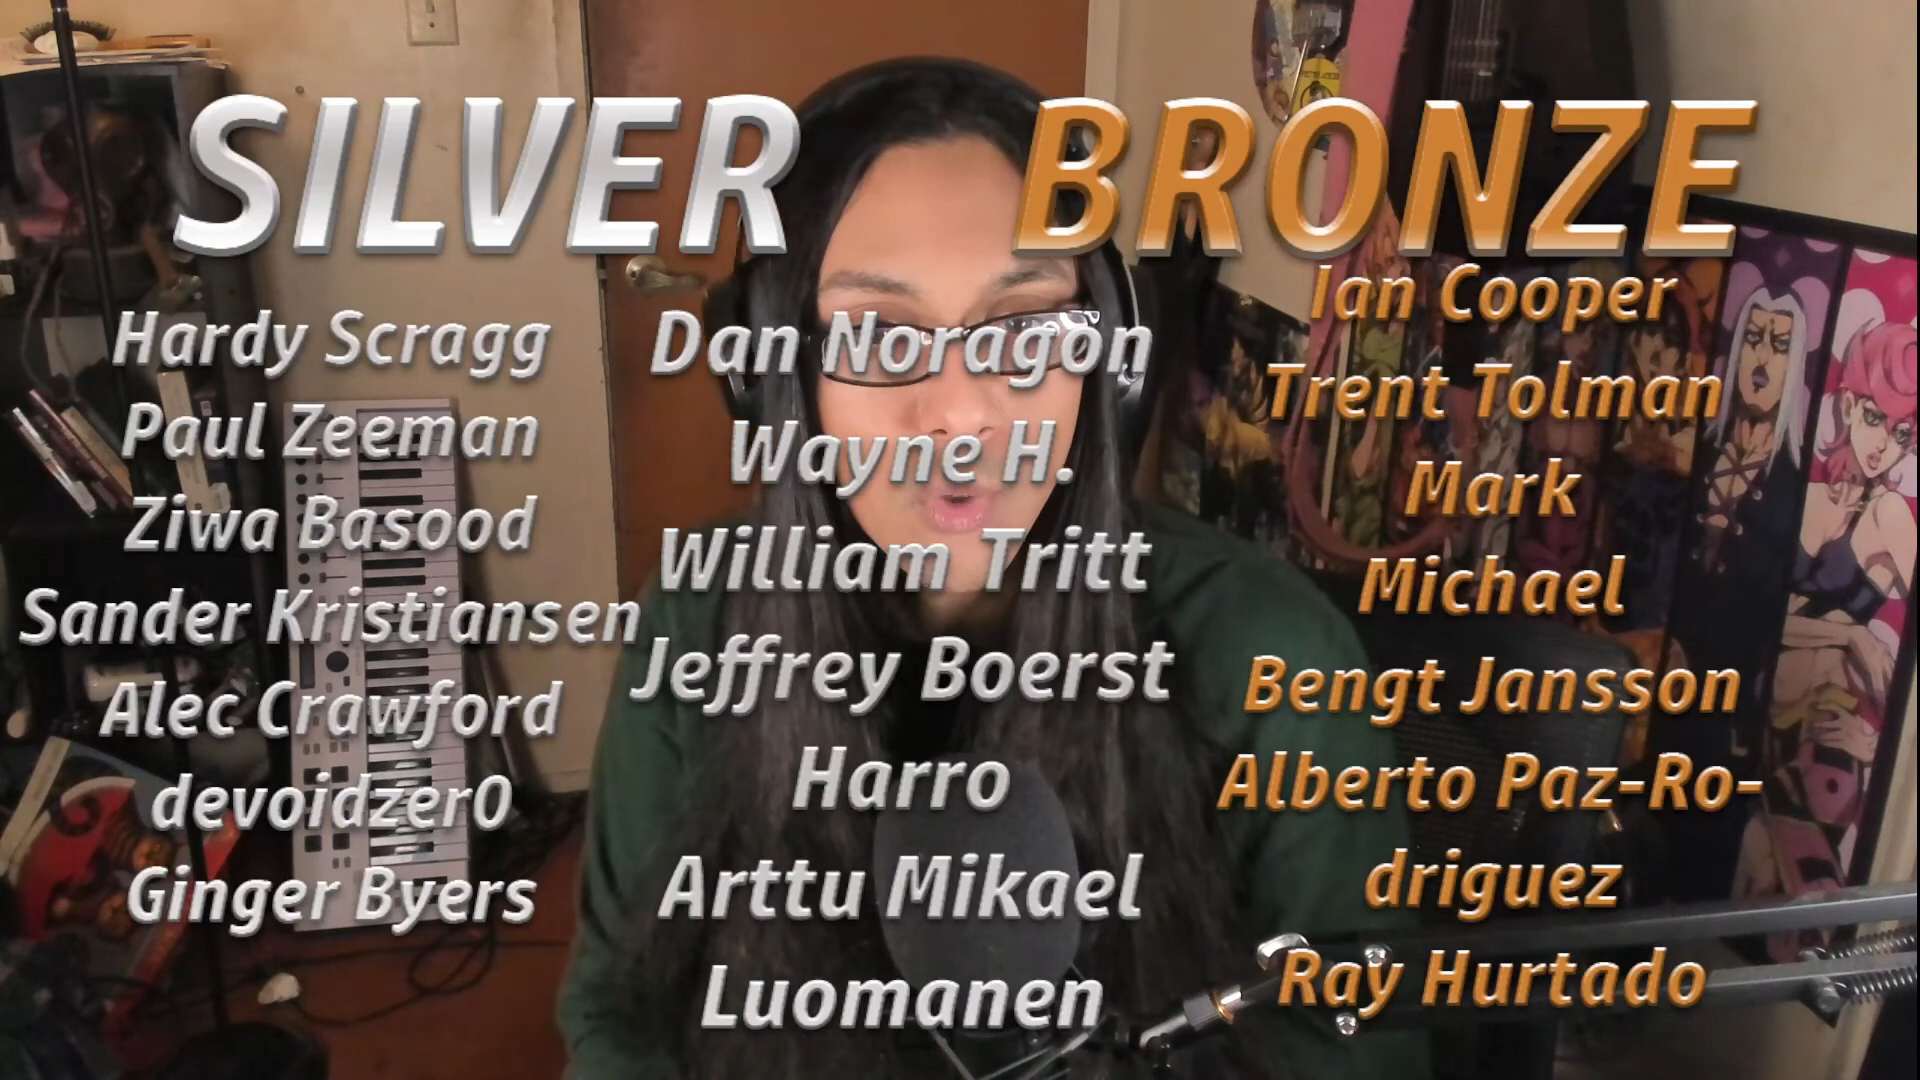 SILVER
BRONZE
Hardy Scragg
Paul Zeeman
Ziwa Basood
Sander Kristiansen
Alec Crawford
devoidzer0
Ginger Byers
Dan Noragon
Wayne H.
William Tritt
Jeffrey Boerst
Harro
Arttu Mikael
Luomanen
Ian Cooper
Trent Tolman
Mark
Michael
Bengt Jansson
Alberto Paz-Ro-
driguez
Ray Hurtado